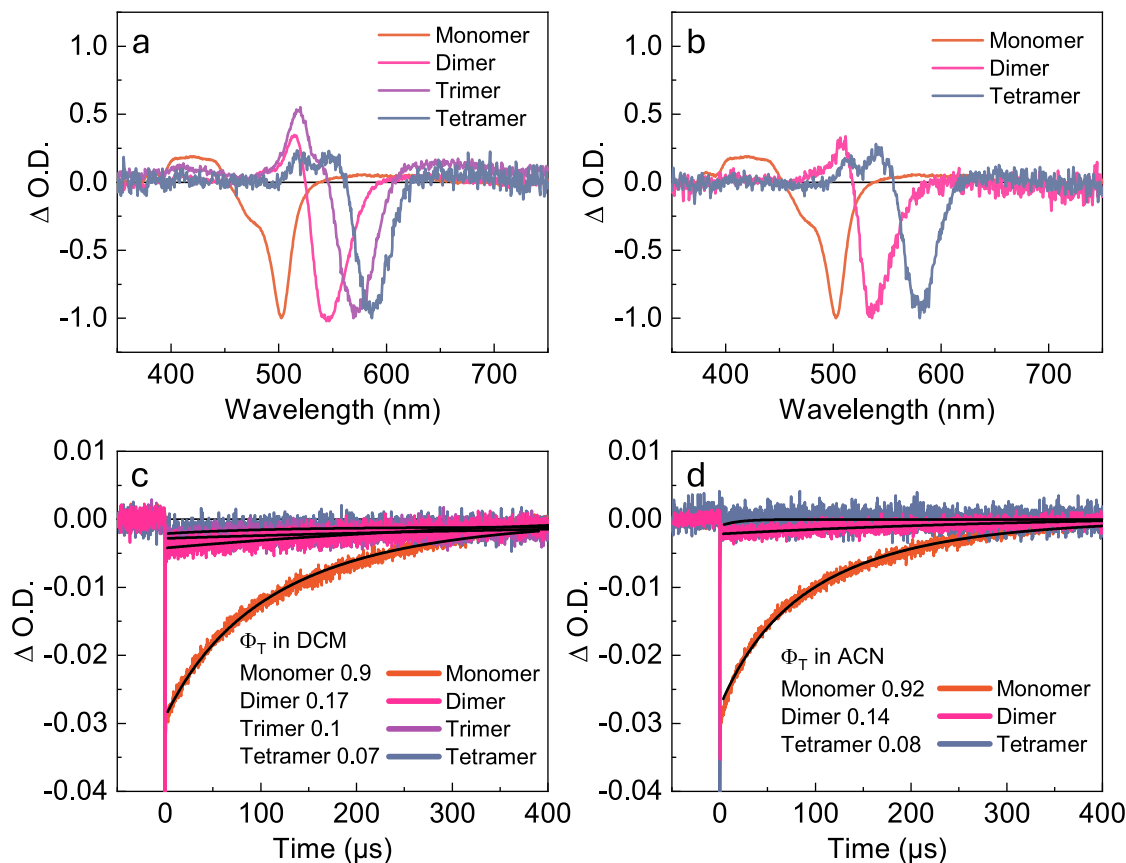 a
Monomer
Dimer
Trimer
Tetramer
1.0
0.5
0.0
-0.5
-1.0
Δ O.D.
400 500 600 700
Wavelength (nm)
b
Monomer
Dimer
Tetramer
1.0
0.5
0.0
-0.5
-1.0
Δ O.D.
400 500 600 700
Wavelength (nm)
c
0.01
0.00
-0.01
-0.02
-0.03
-0.04
Δ O.D.
Φ_T in DCM
Monomer 0.9 Monomer
Dimer 0.17 Dimer
Trimer 0.1 Trimer
Tetramer 0.07 Tetramer
0 100 200 300 400
Time (µs)
d
0.01
0.00
-0.01
-0.02
-0.03
-0.04
Δ O.D.
Φ_T in ACN
Monomer 0.92 Monomer
Dimer 0.14 Dimer
Tetramer 0.08 Tetramer
0 100 200 300 400
Time (µs)